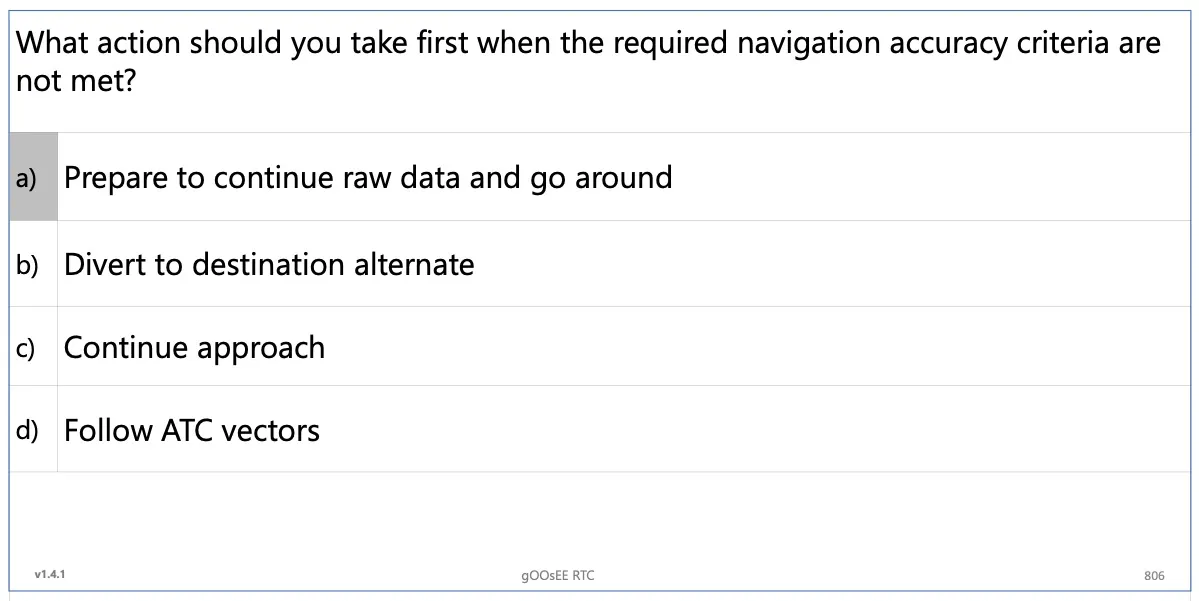 What action should you take first when the required navigation accuracy criteria are
not met?
a) Prepare to continue raw data and go around
b) Divert to destination alternate
c) Continue approach
d) Follow ATC vectors
v1.4.1 gOOsEE RTC 806